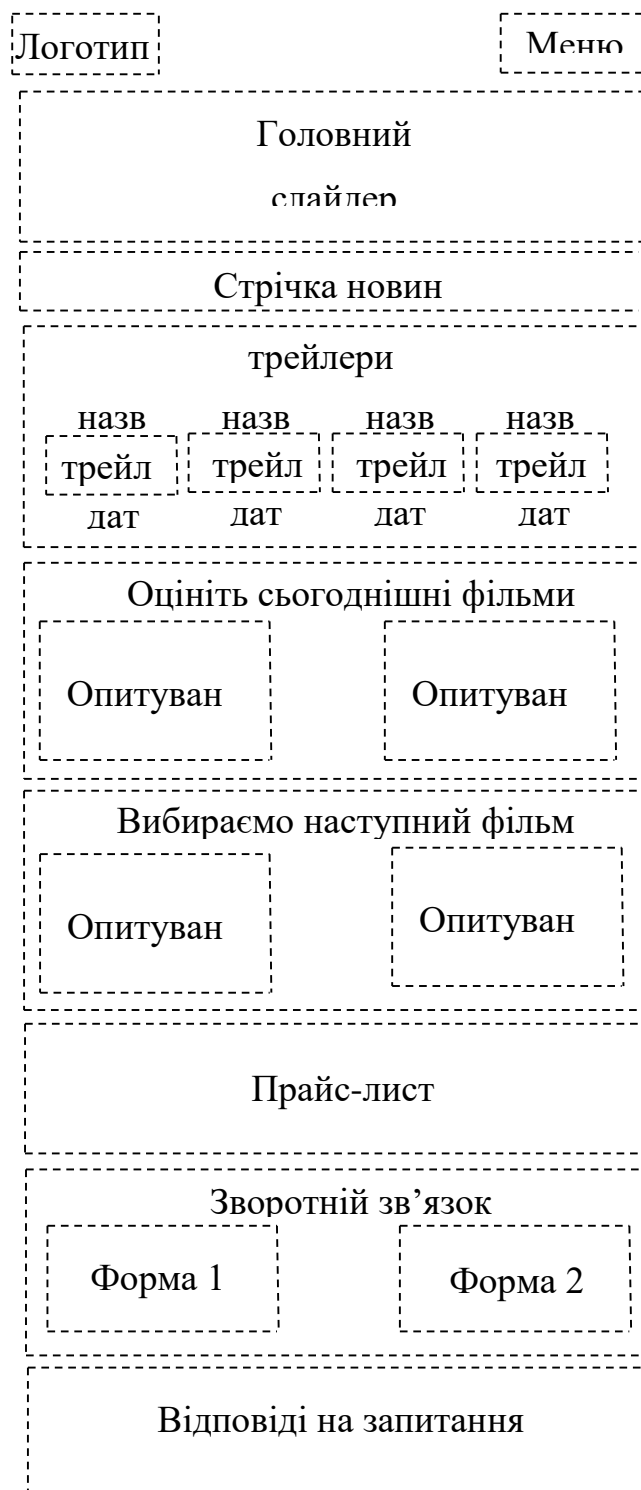 Логотип
Меню
Головний
слайдер
Стрічка новин
трейлери
назв назв назв назв
трейл трейл трейл трейл
дат дат дат дат
Оцініть сьогоднішні фільми
Опитуван Опитуван
Вибираємо наступний фільм
Опитуван Опитуван
Прайс-лист
Зворотній зв’язок
Форма 1 Форма 2
Відповіді на запитання